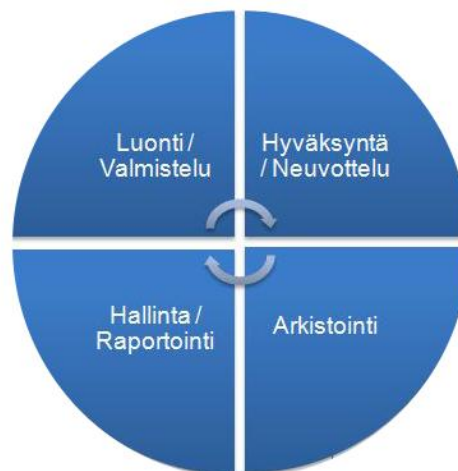 Luonti /
Valmistelu
Hyväksyntä
/ Neuvottelu
Hallinta /
Raportointi
Arkistointi